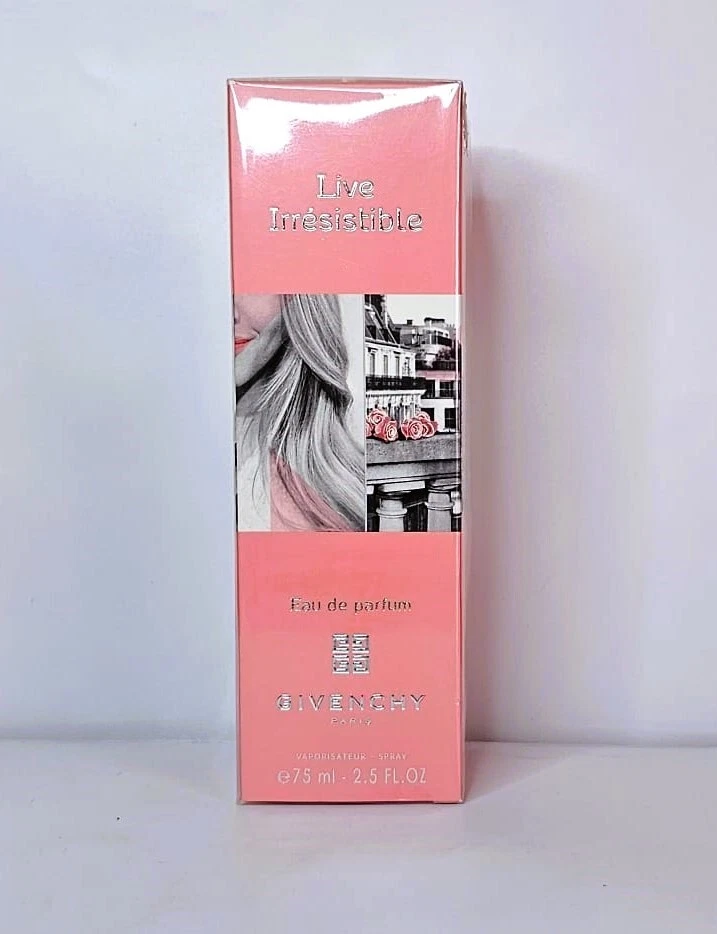 Live
Irrésistible
Eau de parfum
GIVENCHY
PARIS
VAPORISATEUR - SPRAY
℮75 ml - 2.5 FL.OZ